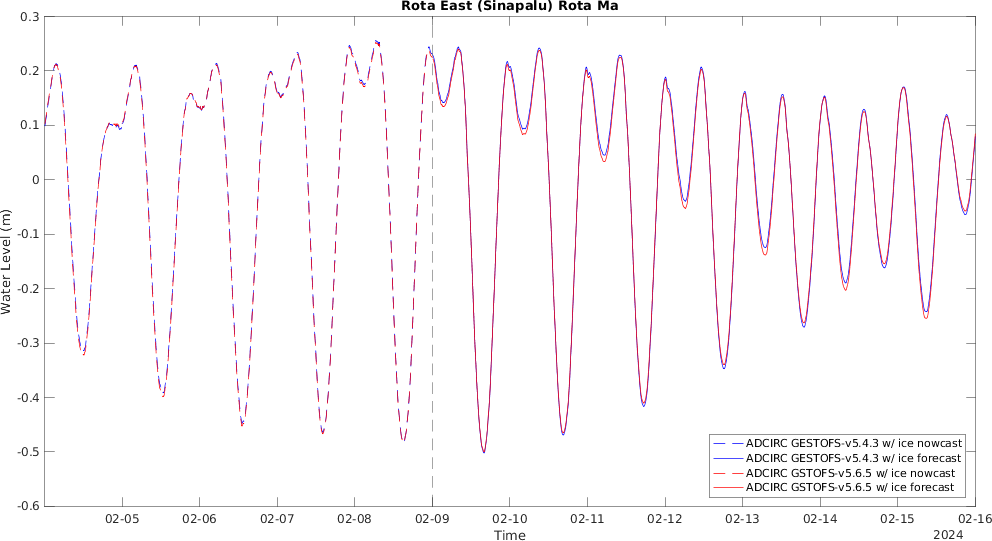 Rota East (Sinapalu) Rota Ma
0.3
0.2
0.1
0
-0.1
-0.2
-0.3
-0.4
-0.5
-0.6
Water Level (m)
ADCIRC GESTOFS-v5.4.3 w/ ice nowcast
ADCIRC GESTOFS-v5.4.3 w/ ice forecast
ADCIRC GSTOFS-v5.6.5 w/ ice nowcast
ADCIRC GSTOFS-v5.6.5 w/ ice forecast
02-05 02-06 02-07 02-08 02-09 02-10 02-11 02-12 02-13 02-14 02-15 02-16
Time
2024